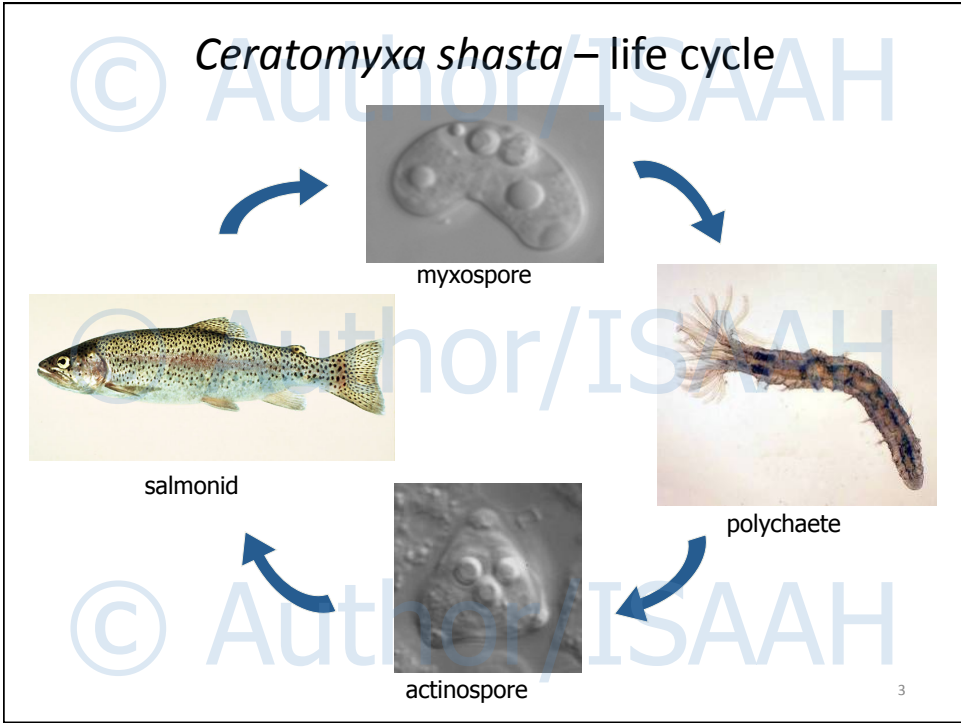 Ceratomyxa shasta – life cycle
© Author/ISAAH
myxospore
© Author/ISAAH
salmonid
polychaete
© Author/ISAAH
actinospore
3